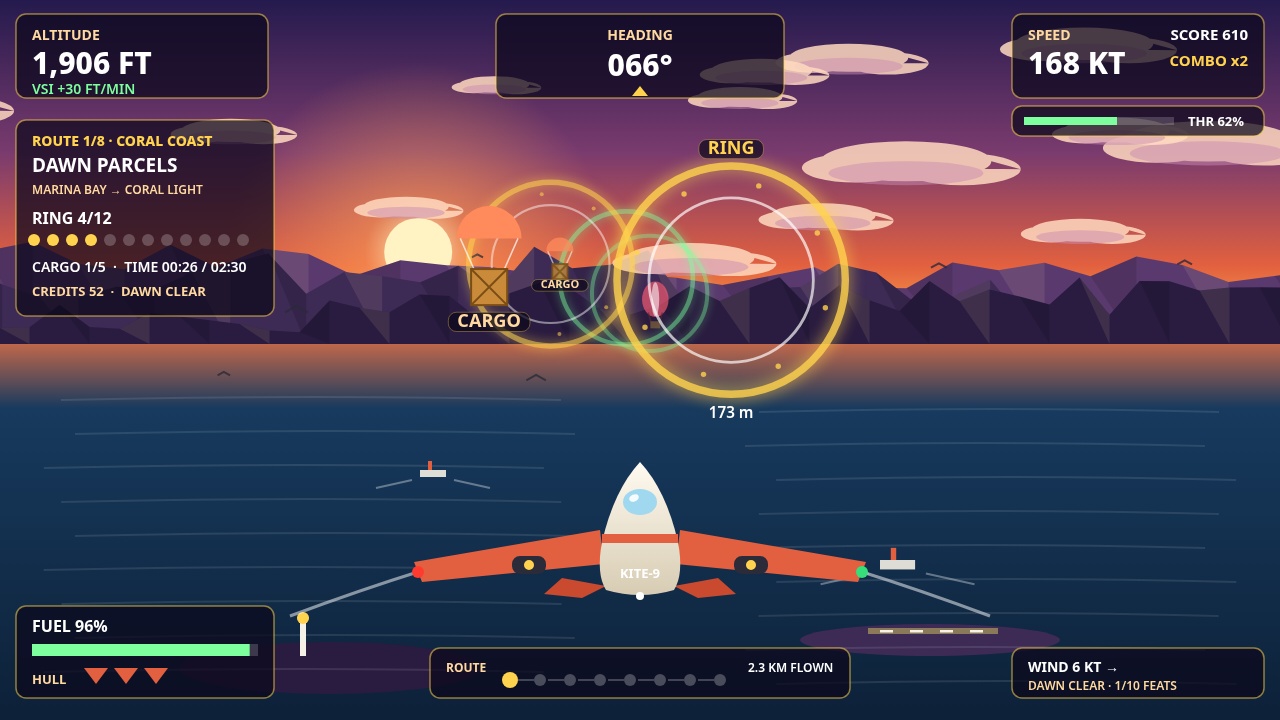 ALTITUDE
1,906 FT
VSI +30 FT/MIN
HEADING
066°
SPEED
168 KT
SCORE 610
COMBO x2
THR 62%
ROUTE 1/8 · CORAL COAST
DAWN PARCELS
MARINA BAY → CORAL LIGHT
RING 4/12
CARGO 1/5 · TIME 00:26 / 02:30
CREDITS 52 · DAWN CLEAR
RING
CARGO
CARGO
173 m
KITE-9
FUEL 96%
HULL
ROUTE
2.3 KM FLOWN
WIND 6 KT →
DAWN CLEAR · 1/10 FEATS